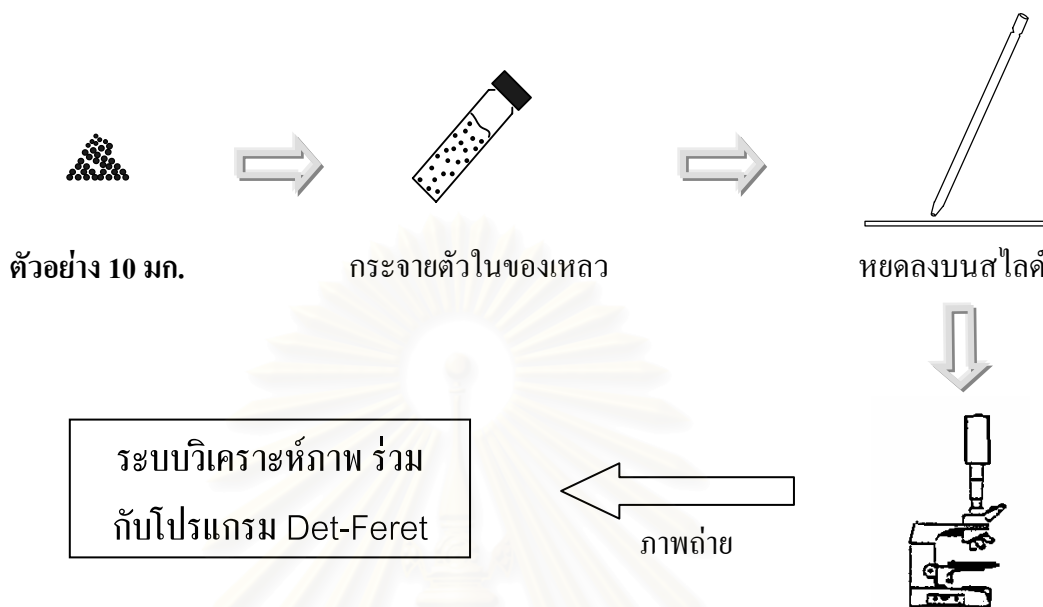 ตัวอย่าง 10 มก.
กระจายตัวในของเหลว
หยดลงบนสไลด์
ภาพถ่าย
ระบบวิเคราะห์ภาพ ร่วม
กับโปรแกรม Det-Feret